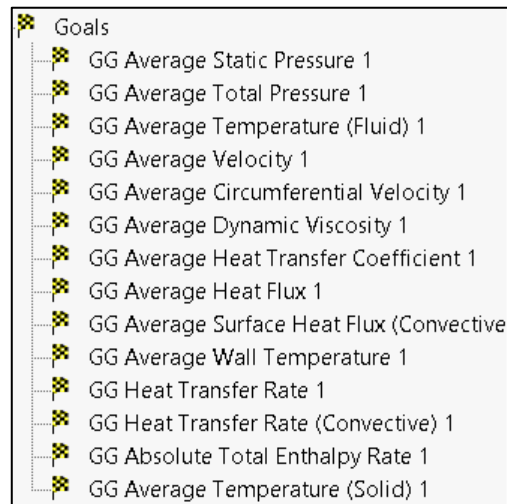 Goals
GG Average Static Pressure 1
GG Average Total Pressure 1
GG Average Temperature (Fluid) 1
GG Average Velocity 1
GG Average Circumferential Velocity 1
GG Average Dynamic Viscosity 1
GG Average Heat Transfer Coefficient 1
GG Average Heat Flux 1
GG Average Surface Heat Flux (Convective
GG Average Wall Temperature 1
GG Heat Transfer Rate 1
GG Heat Transfer Rate (Convective) 1
GG Absolute Total Enthalpy Rate 1
GG Average Temperature (Solid) 1